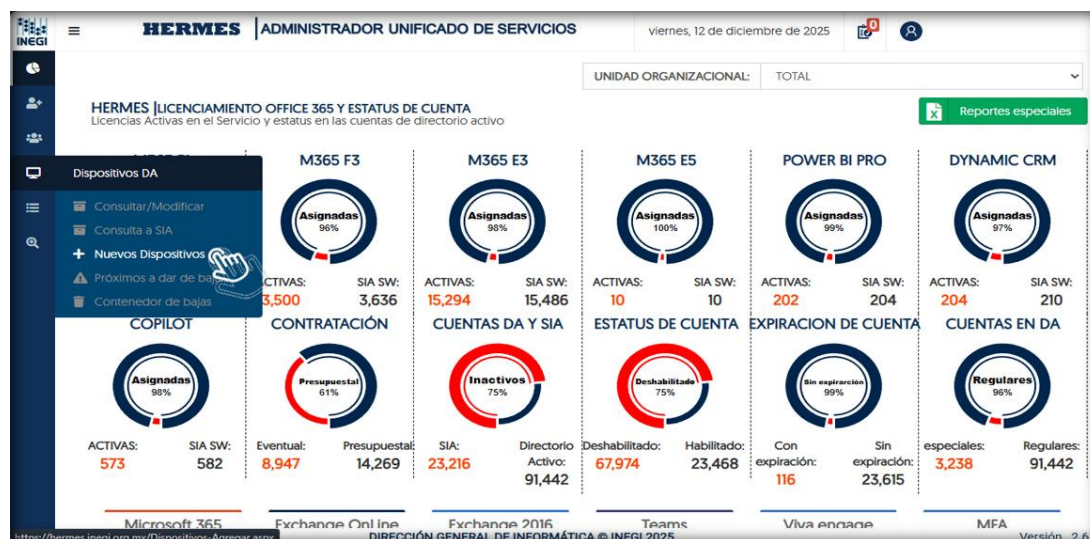 INEGI
HERMES | ADMINISTRADOR UNIFICADO DE SERVICIOS
viernes, 12 de diciembre de 2025
0
UNIDAD ORGANIZACIONAL: TOTAL
HERMES |LICENCIAMIENTO OFFICE 365 Y ESTATUS DE CUENTA
Licencias Activas en el Servicio y estatus en las cuentas de directorio activo
Reportes especiales
Dispositivos DA
Consultar/Modificar
Consulta a SIA
Nuevos Dispositivos
Próximos a dar de
Contenedor de bajas
M365 F3
Asignadas
96%
ACTIVAS: SIA SW:
3,500 3,636
M365 E3
Asignadas
98%
ACTIVAS: SIA SW:
15,294 15,486
M365 E5
Asignadas
100%
ACTIVAS: SIA SW:
10 10
POWER BI PRO
Asignadas
99%
ACTIVAS: SIA SW:
202 204
DYNAMIC CRM
Asignadas
97%
ACTIVAS: SIA SW:
204 210
COPILOT
Asignadas
98%
ACTIVAS: SIA SW:
573 582
CONTRATACIÓN
Presupuestal
61%
Eventual: Presupuestal
8,947 14,269
CUENTAS DA Y SIA
Inactivos
75%
SIA: Directorio
Activo:
23,216 91,442
ESTATUS DE CUENTA
Deshabilitado
75%
Deshabilitado: Habilitado:
67,974 23,468
EXPIRACION DE CUENTA
Sin expirarción
99%
Con Sin
expiración: expiración:
116 23,615
CUENTAS EN DA
Regulares
96%
especiales: Regulares:
3,238 91,442
Microsoft 365
Exchange OnLine
Exchange 2016
Teams
Viva engage
MFA
https://hermes.inegi.org.mx/Dispositivos-Agregar.aspx
DIRECCIÓN GENERAL DE INFORMÁTICA @ INEGI 2025
Versión